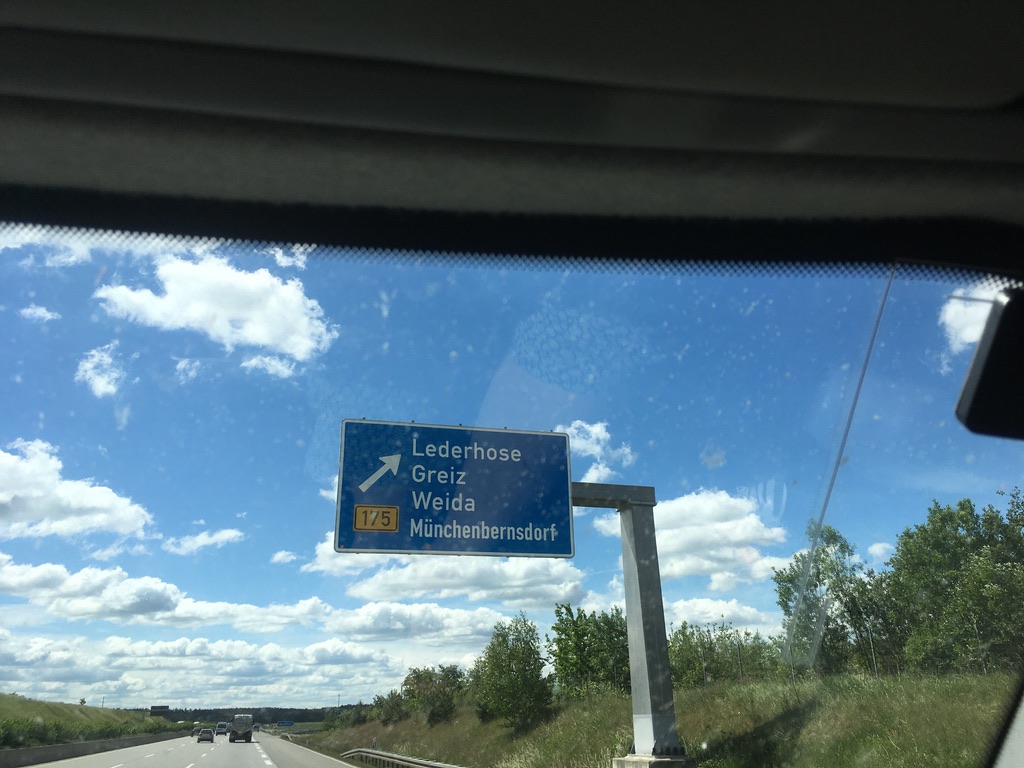 Lederhose
Greiz
Weida
175 Münchenbernsdorf